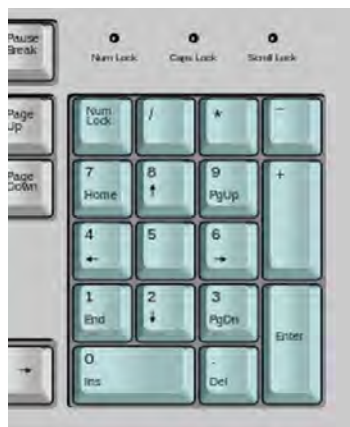 Pause
Break
Num Lock
Caps Lock
Scroll Lock
Page
Up
Num
Lock
/
*
-
Page
Down
7
Home
8
↑
9
PgUp
+
4
←
5
6
→
1
End
2
↓
3
PgDn
Enter
→
0
Ins
.
Del